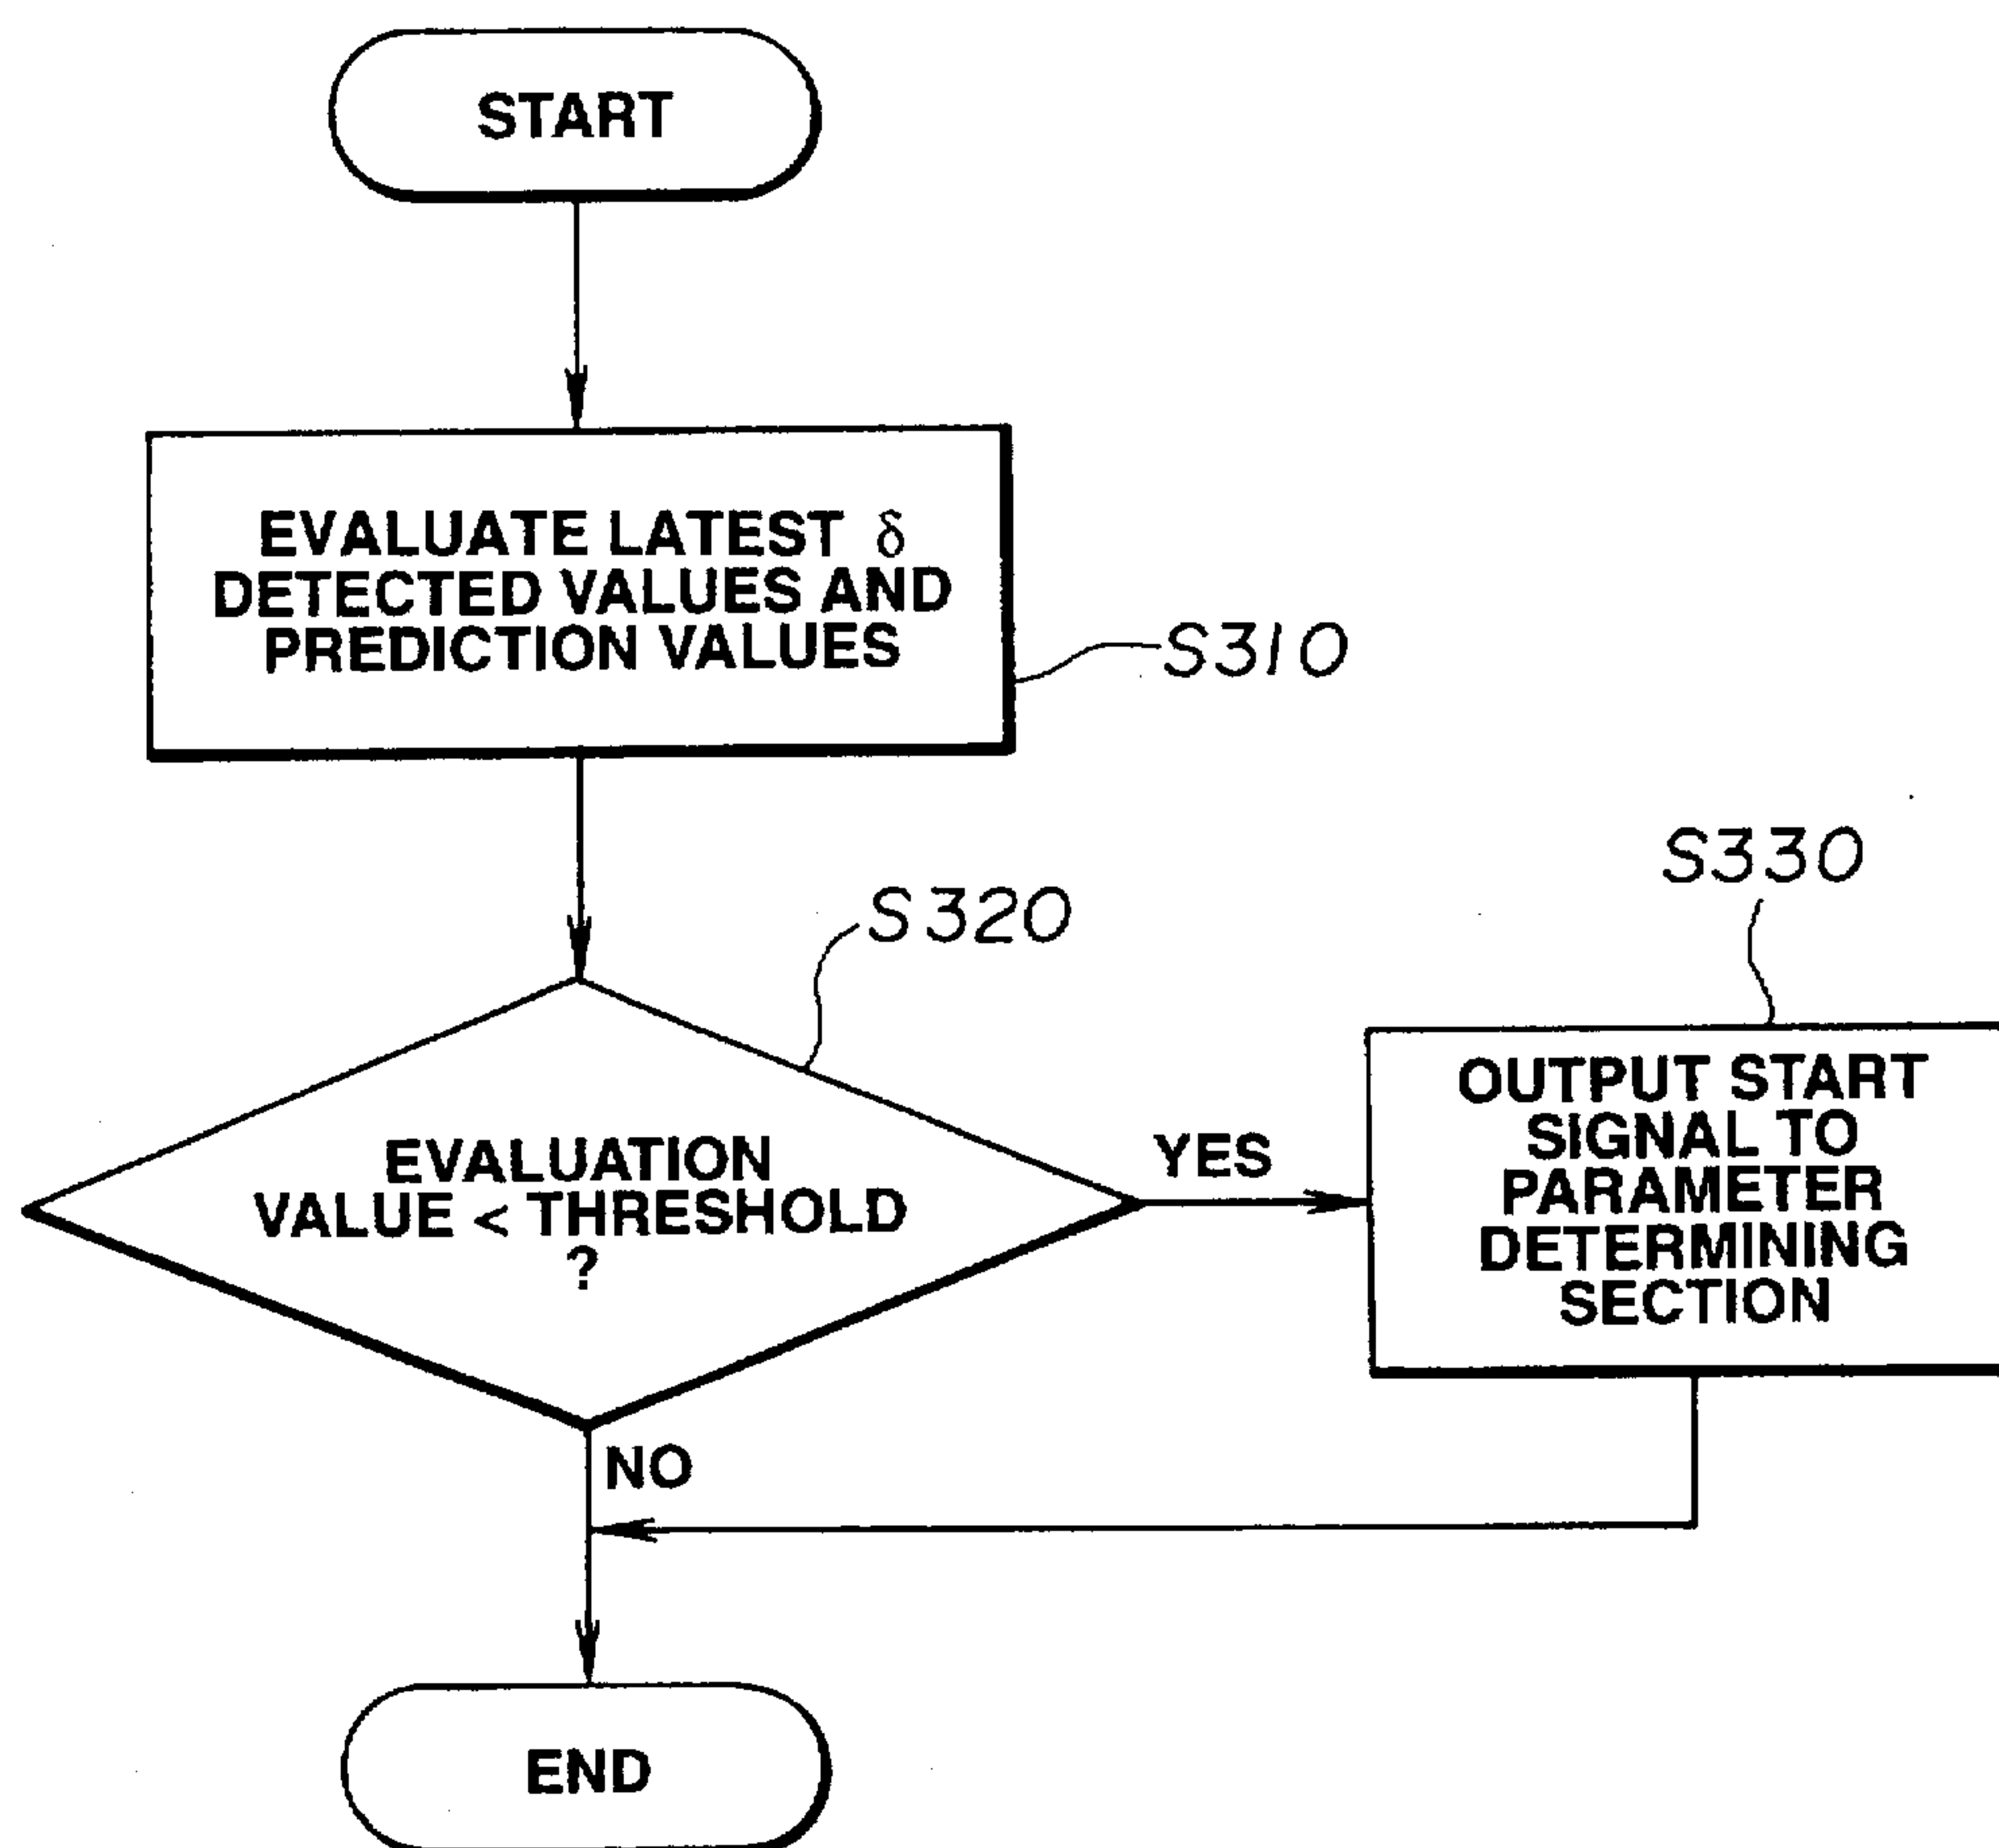 START
EVALUATE LATEST δ
DETECTED VALUES AND
PREDICTION VALUES
S310
S320
EVALUATION
VALUE < THRESHOLD
?
YES
S330
OUTPUT START
SIGNAL TO
PARAMETER
DETERMINING
SECTION
NO
END